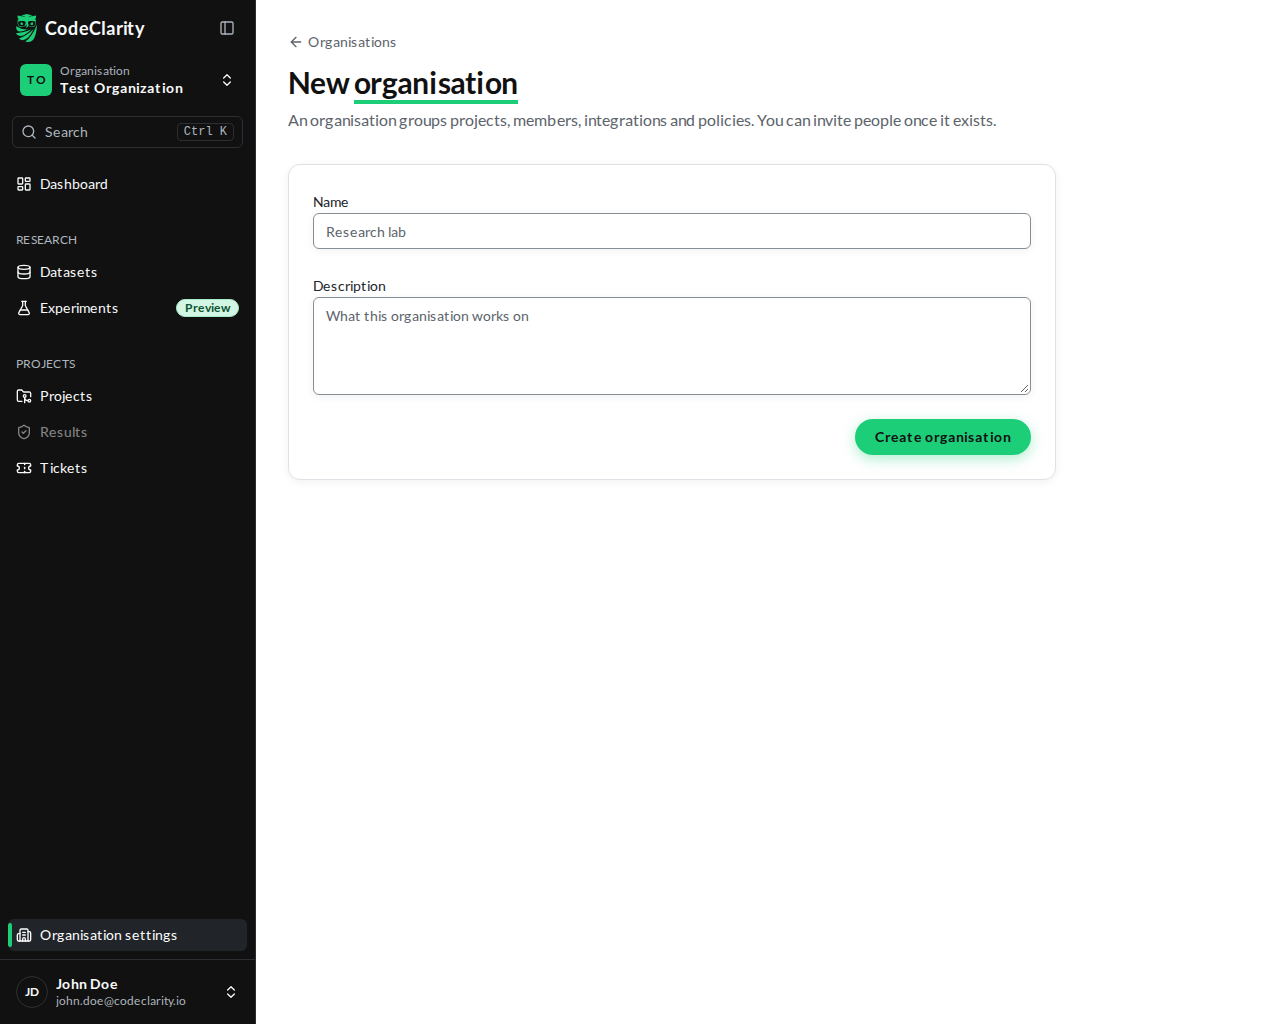 CodeClarity
TO
Organisation
Test Organization
Search
Ctrl K
Dashboard
RESEARCH
Datasets
Experiments
Preview
PROJECTS
Projects
Results
Tickets
Organisation settings
JD
John Doe
john.doe@codeclarity.io
Organisations
New organisation
An organisation groups projects, members, integrations and policies. You can invite people once it exists.
Name
Research lab
Description
What this organisation works on
Create organisation